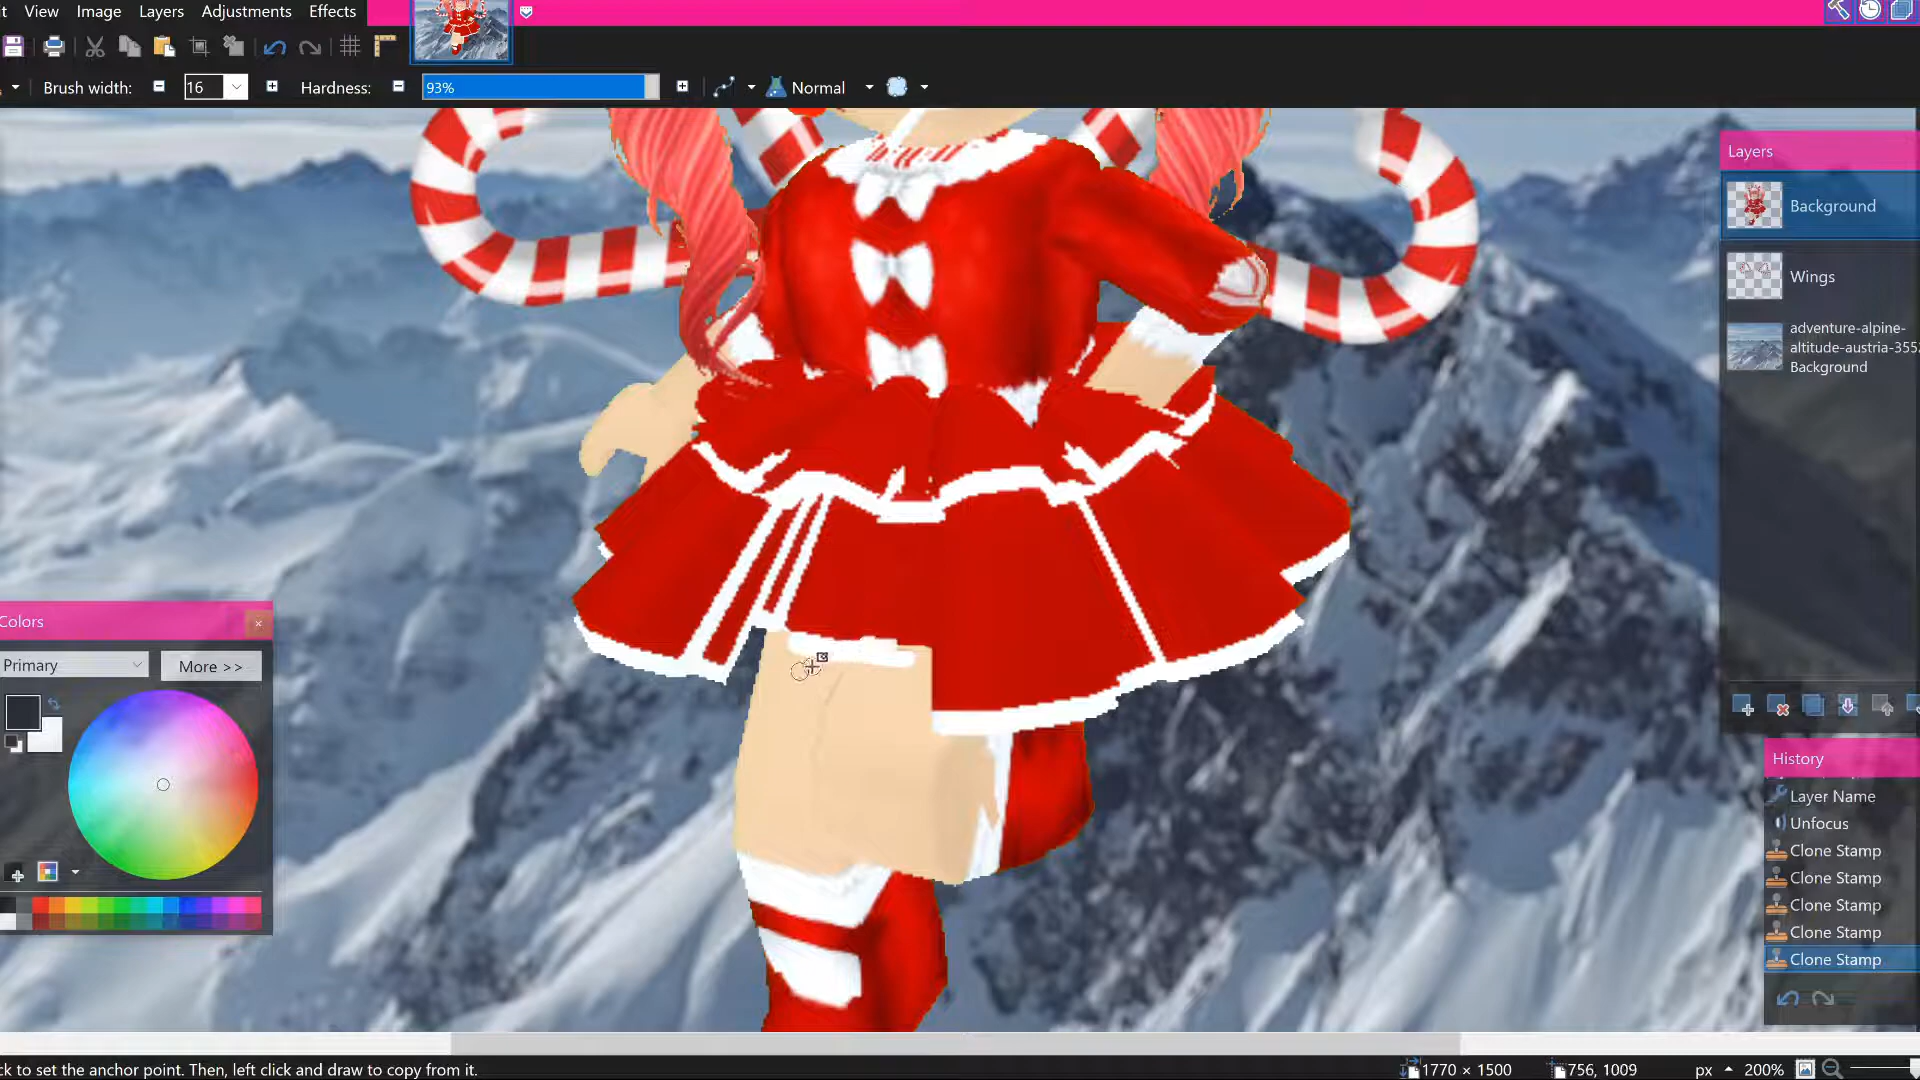 View Image Layers Adjustments Effects
Brush width: 16 Hardness: 93% Normal
Layers
Background
Wings
adventure-alpine-
altitude-austria-355
Background
Colors
Primary More >>
History
Layer Name
Unfocus
Clone Stamp
Clone Stamp
Clone Stamp
Clone Stamp
Clone Stamp
ck to set the anchor point. Then, left click and draw to copy from it. 1770 × 1500 756, 1009 px 200%